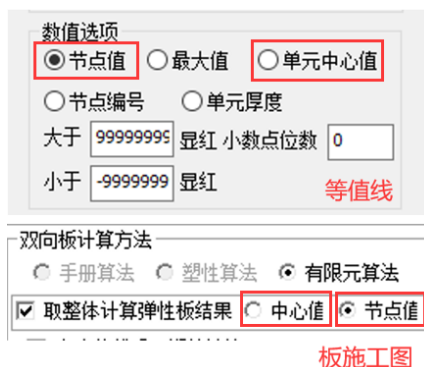 数值选项
节点值 最大值 单元中心值
节点编号 单元厚度
大于 99999999 显红 小数点位数 0
小于 -9999999 显红
等值线
双向板计算方法
手册算法 塑性算法 有限元算法
取整体计算弹性板结果 中心值 节点值
板施工图